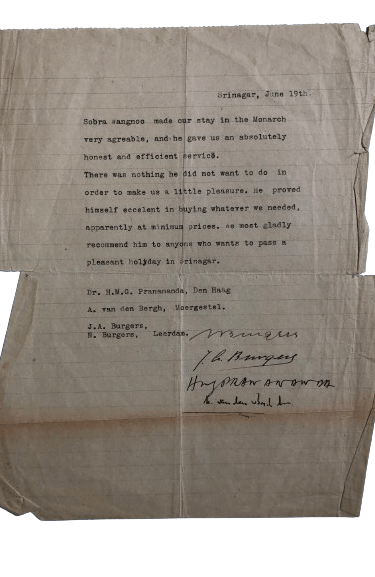 Srinagar, June 19th.
Sobra Wangnoo made our stay in the Monarch
very agreable, and he gave us an absolutely
honest and efficient servicé.
There was nothing he did not want to do in
order to make us a little pleasure. He proved
himself eccelent in buying whatever we needed,
apparently at minimum prices. We most gladly
recommend him to anyone who wants to pass a
pleasant holyday in Srinagar.
Dr. H.M.G. Pranananda, Den Haag
A. van den Bergh, Moergestel.
J.A. Burgers,
N. Burgers, Leerdam. N Burgers
J. A. Burgers